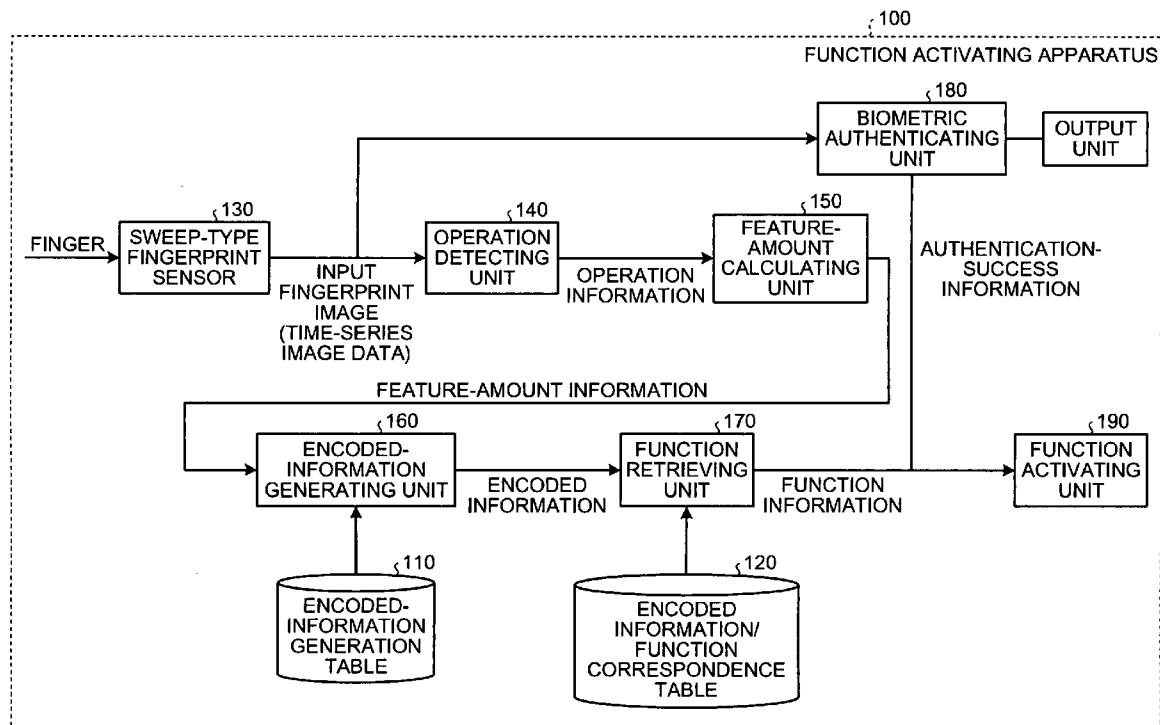 100
FUNCTION ACTIVATING APPARATUS
180
BIOMETRIC
AUTHENTICATING
UNIT
OUTPUT
UNIT
130
140
150
FINGER
SWEEP-TYPE
FINGERPRINT
SENSOR
INPUT
FINGERPRINT
IMAGE
(TIME-SERIES
IMAGE DATA)
OPERATION
DETECTING
UNIT
OPERATION
INFORMATION
FEATURE-
AMOUNT
CALCULATING
UNIT
AUTHENTICATION-
SUCCESS
INFORMATION
FEATURE-AMOUNT INFORMATION
160
170
190
ENCODED-
INFORMATION
GENERATING UNIT
ENCODED
INFORMATION
FUNCTION
RETRIEVING
UNIT
FUNCTION
INFORMATION
FUNCTION
ACTIVATING
UNIT
110
120
ENCODED-
INFORMATION
GENERATION
TABLE
ENCODED
INFORMATION/
FUNCTION
CORRESPONDENCE
TABLE